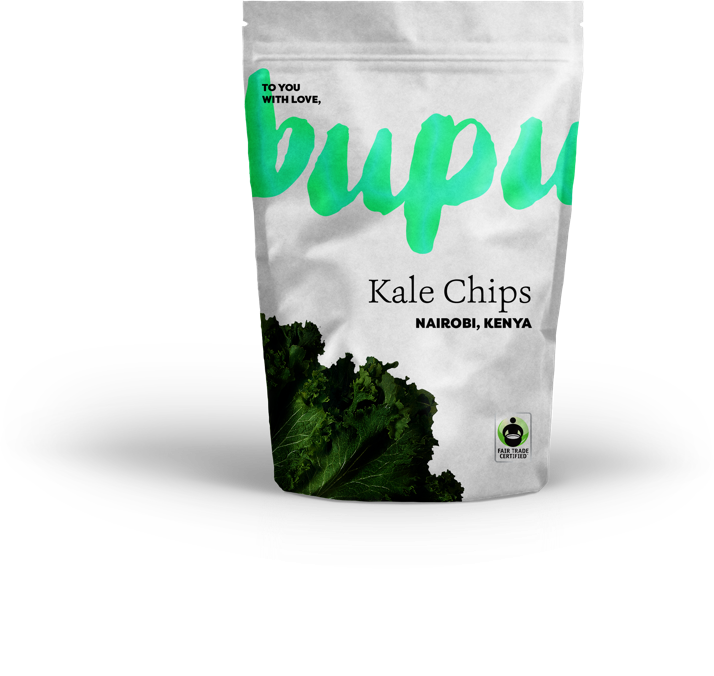 TO YOU
WITH LOVE,
bupu
Kale Chips
NAIROBI, KENYA
FAIR TRADE
CERTIFIED